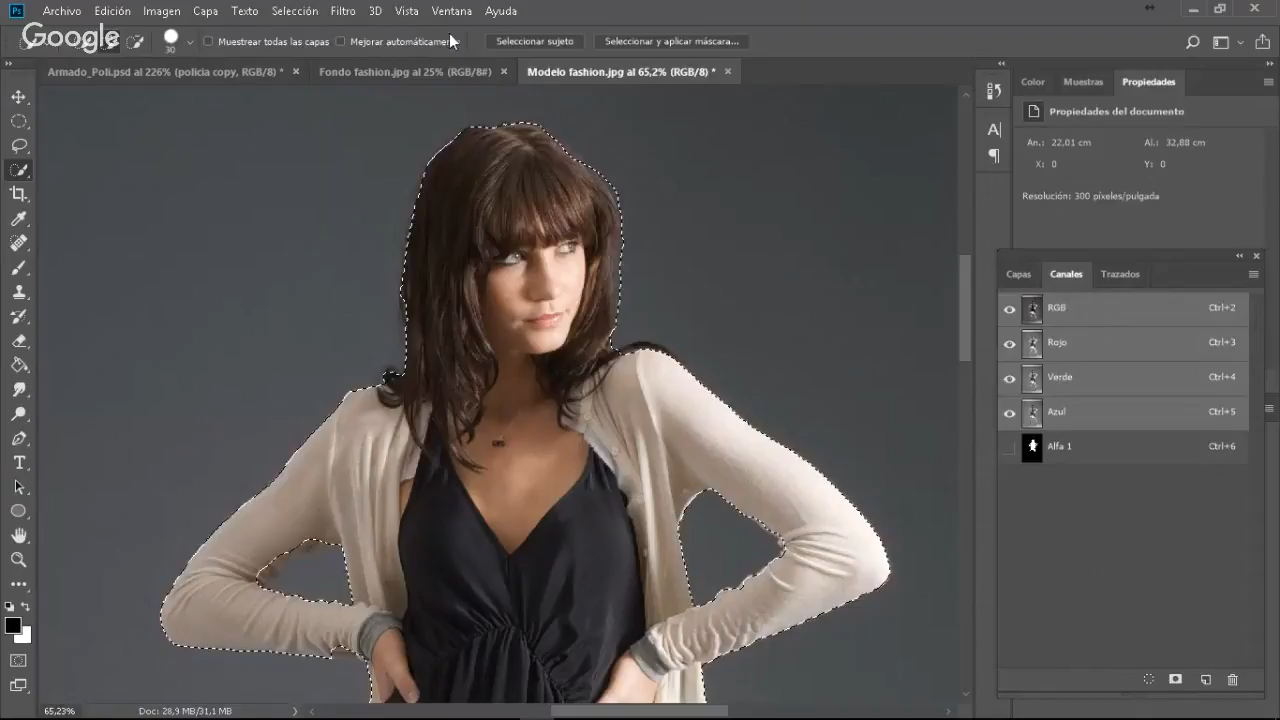 Ps Archivo Edición Imagen Capa Texto Selección Filtro 3D Vista Ventana Ayuda
Google
30
Muestrear todas las capas
Mejorar automáticamen
Seleccionar sujeto
Seleccionar y aplicar máscara...
Armado_Poli.psd al 226% (policia copy, RGB/8) * ×
Fondo fashion.jpg al 25% (RGB/8#) ×
Modelo fashion.jpg al 65,2% (RGB/8) * ×
Color Muestras Propiedades
Propiedades del documento
An.: 22,01 cm Al.: 32,88 cm
X: 0 Y: 0
Resolución: 300 píxeles/pulgada
Capas Canales Trazados
RGB Ctrl+2
Rojo Ctrl+3
Verde Ctrl+4
Azul Ctrl+5
Alfa 1 Ctrl+6
65,23% Doc: 28,9 MB/31,1 MB